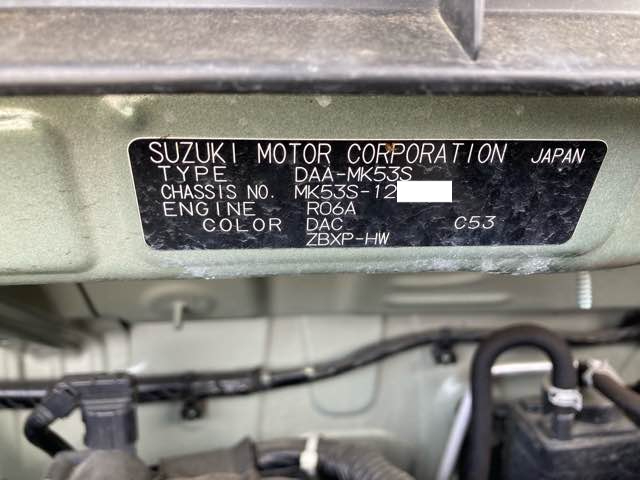 SUZUKI MOTOR CORPORATION JAPAN
TYPE DAA-MK53S
CHASSIS NO. MK53S-12
ENGINE R06A
COLOR DAC C53
ZBXP-HW